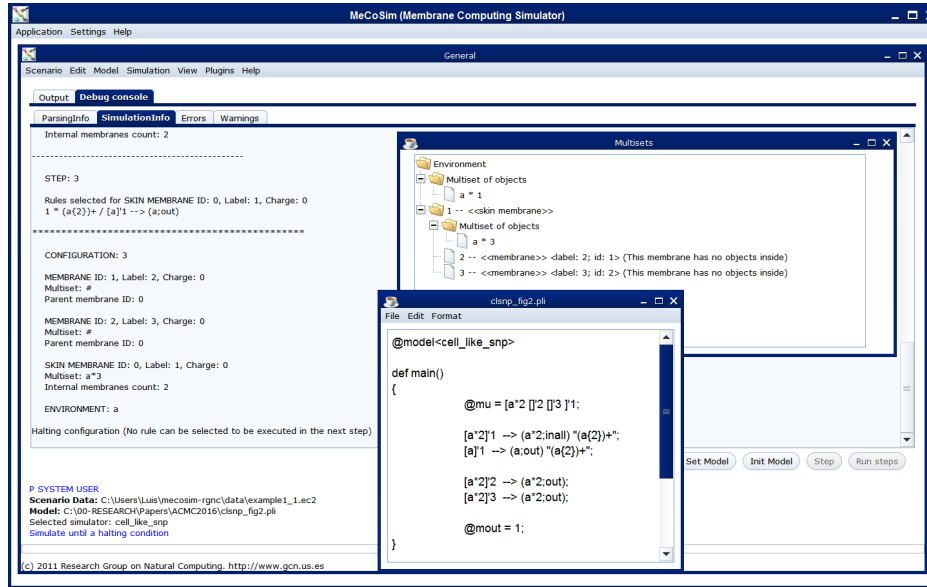 MeCoSim (Membrane Computing Simulator)
Application Settings Help
General
Scenario Edit Model Simulation View Plugins Help
Output Debug console
ParsingInfo SimulationInfo Errors Warnings
Internal membranes count: 2
-----------------------------------------------
STEP: 3
Rules selected for SKIN MEMBRANE ID: 0, Label: 1, Charge: 0
1 * (a{2})+ / [a]'1 --> (a;out)
************************************************
CONFIGURATION: 3
MEMBRANE ID: 1, Label: 2, Charge: 0
Multiset: #
Parent membrane ID: 0
MEMBRANE ID: 2, Label: 3, Charge: 0
Multiset: #
Parent membrane ID: 0
SKIN MEMBRANE ID: 0, Label: 1, Charge: 0
Multiset: a*3
Internal membranes count: 2
ENVIRONMENT: a
Halting configuration (No rule can be selected to be executed in the next step)
Multisets
Environment
Multiset of objects
a * 1
1 -- <<skin membrane>>
Multiset of objects
a * 3
2 -- <<membrane>> <label: 2; id: 1> (This membrane has no objects inside)
3 -- <<membrane>> <label: 3; id: 2> (This membrane has no objects inside)
clsnp_fig2.pli
File Edit Format
@model<cell_like_snp>
def main()
{
@mu = [a*2 []'2 []'3 ]'1;
[a*2]'1 --> (a*2;inall) "(a{2})+";
[a]'1 --> (a;out) "(a{2})+";
[a*2]'2 --> (a*2;out);
[a*2]'3 --> (a*2;out);
@mout = 1;
}
Set Model Init Model Step Run steps
P SYSTEM USER
Scenario Data: C:\Users\Luis\mecosim-rgnc\data\example1_1.ec2
Model: C:\00-RESEARCH\Papers\ACMC2016\clsnp_fig2.pli
Selected simulator: cell_like_snp
Simulate until a halting condition
(c) 2011 Research Group on Natural Computing. http://www.gcn.us.es